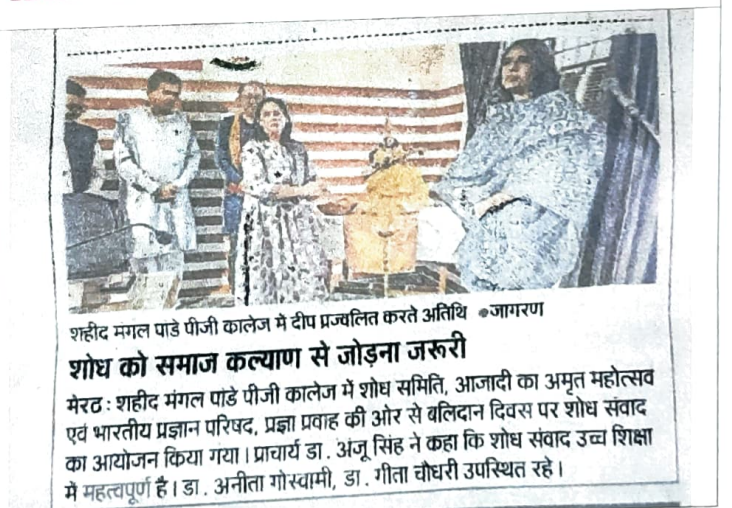 शहीद मंगल पांडे पीजी कालेज में दीप प्रज्वलित करते अतिथि ●जागरण
शोध को समाज कल्याण से जोड़ना जरूरी
मेरठ : शहीद मंगल पांडे पीजी कालेज में शोध समिति, आजादी का अमृत महोत्सव
एवं भारतीय प्रज्ञान परिषद, प्रज्ञा प्रवाह की ओर से बलिदान दिवस पर शोध संवाद
का आयोजन किया गया। प्राचार्य डा. अंजू सिंह ने कहा कि शोध संवाद उच्च शिक्षा
में महत्वपूर्ण है। डा. अनीता गोस्वामी, डा. गीता चौधरी उपस्थित रहे।